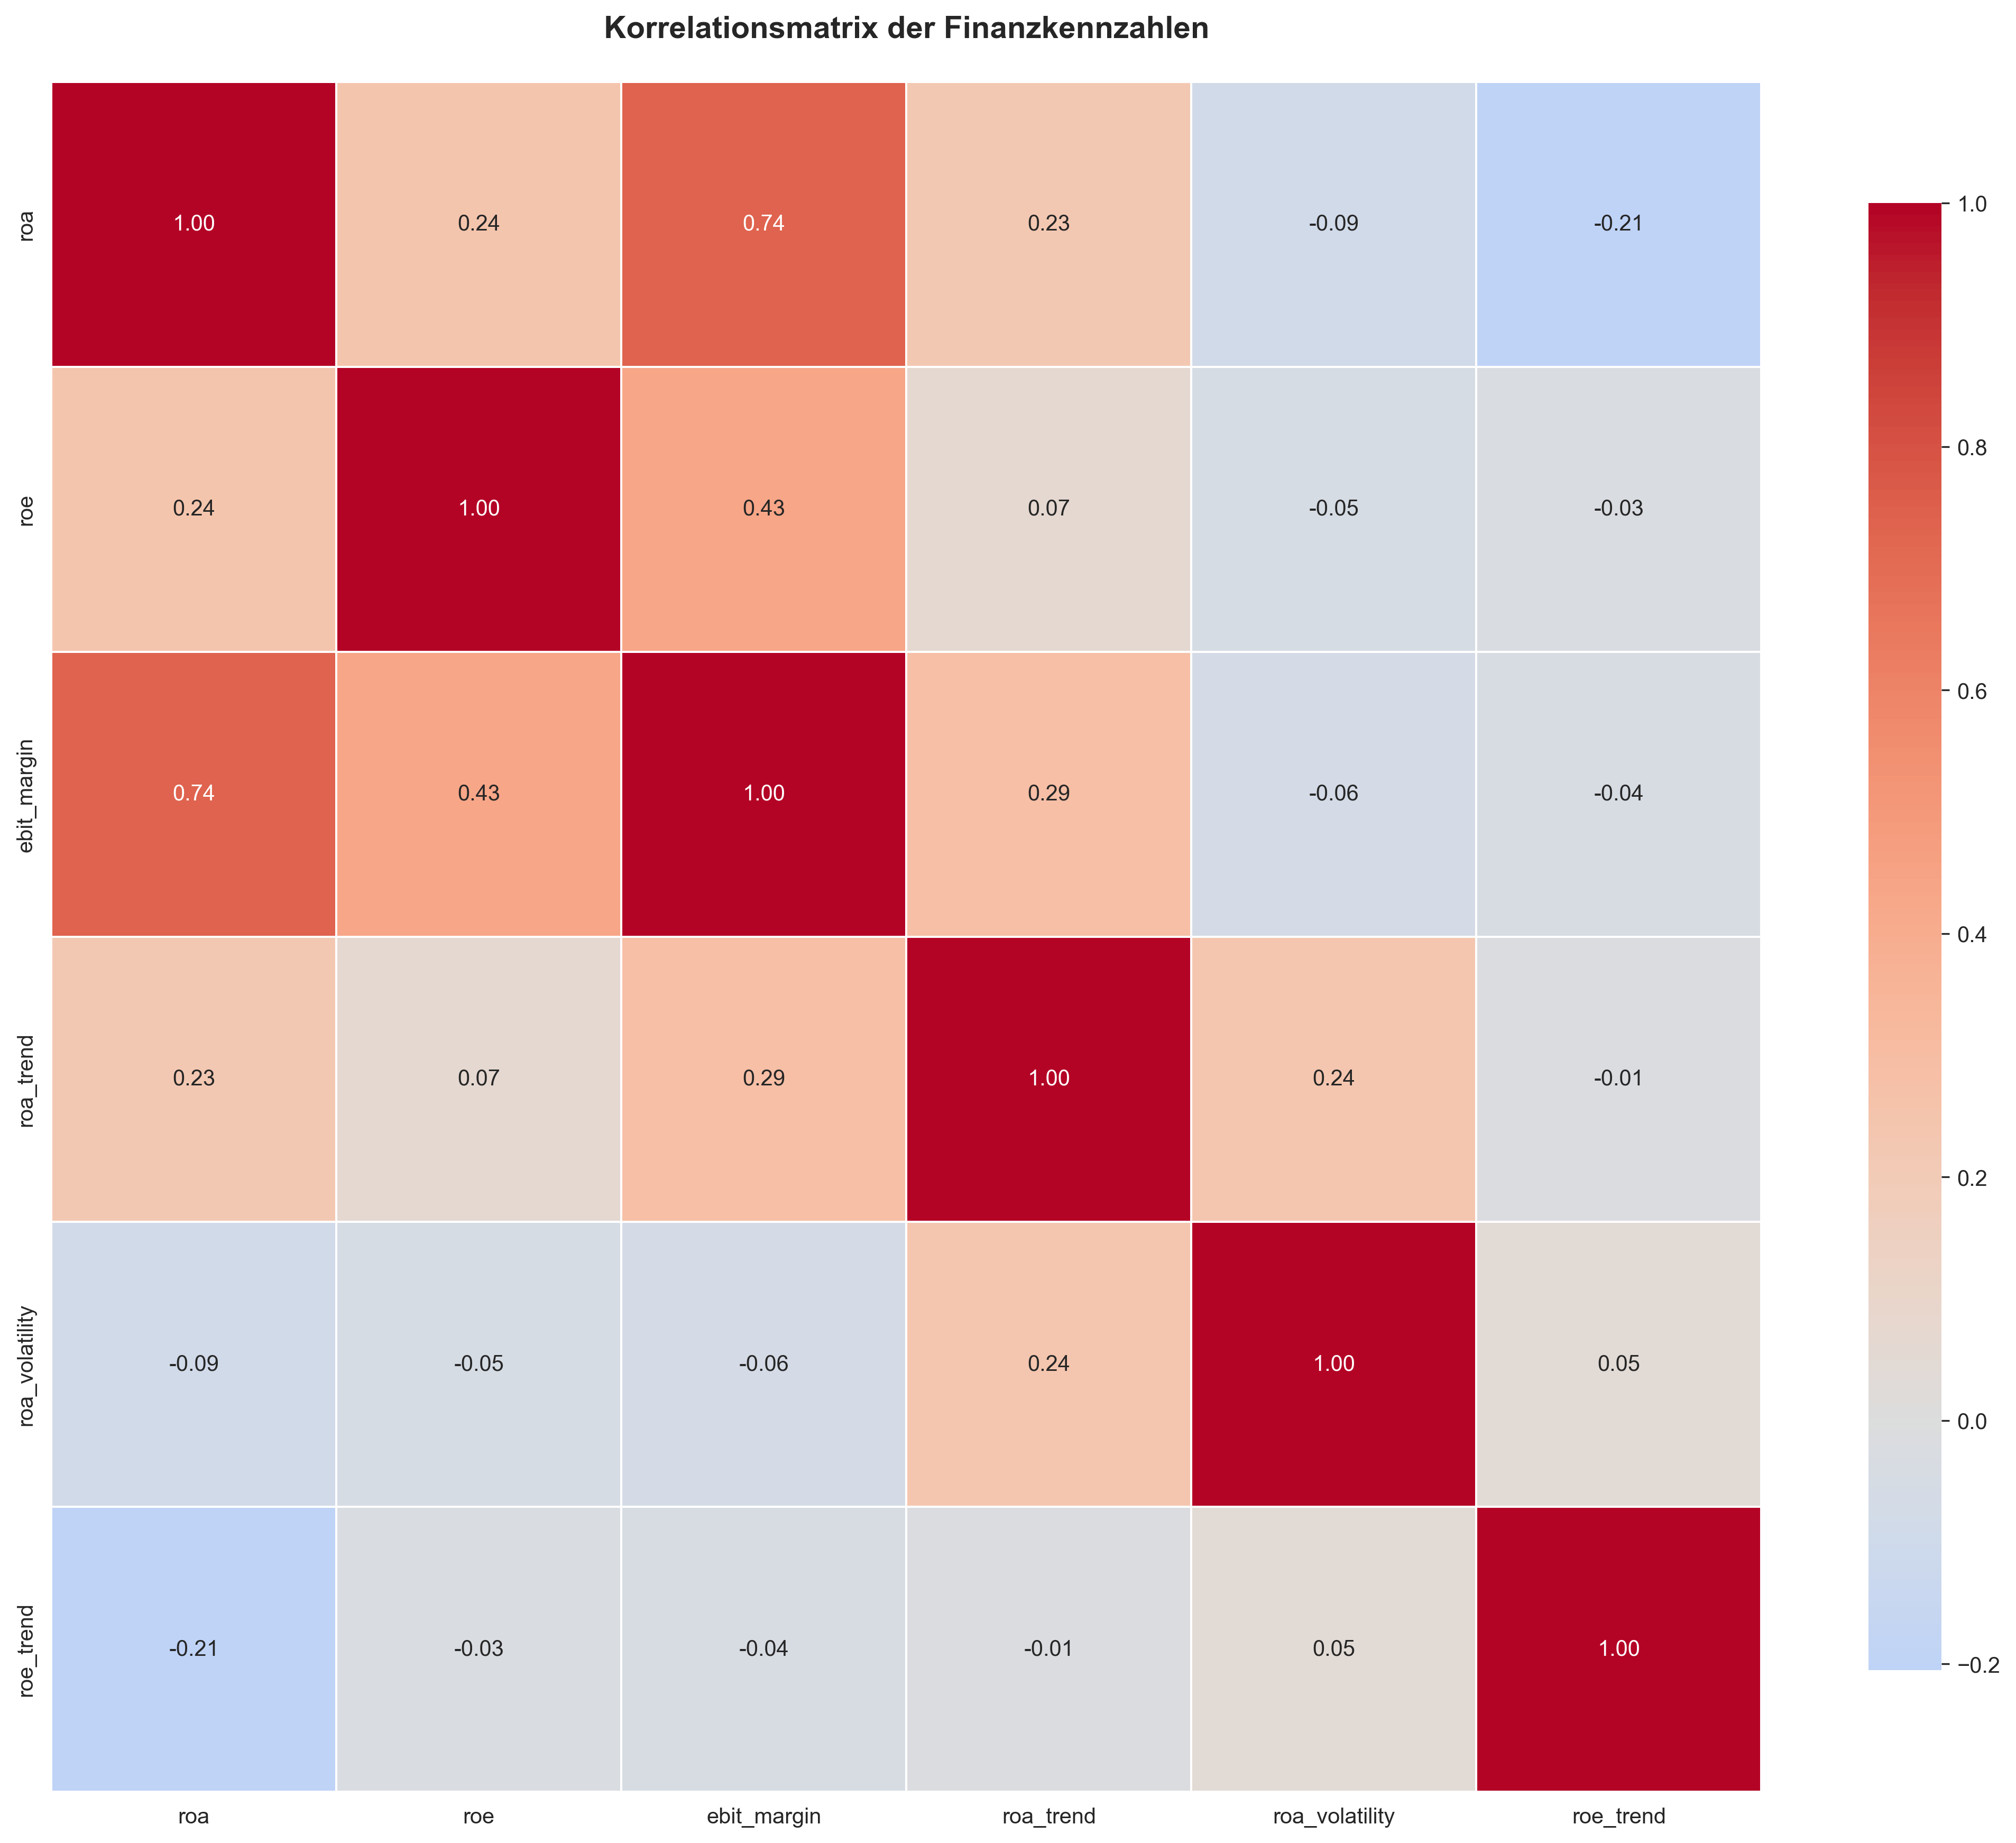 Korrelationsmatrix der Finanzkennzahlen
roa 1.00 0.24 0.74 0.23 -0.09 -0.21
roe 0.24 1.00 0.43 0.07 -0.05 -0.03
ebit_margin 0.74 0.43 1.00 0.29 -0.06 -0.04
roa_trend 0.23 0.07 0.29 1.00 0.24 -0.01
roa_volatility -0.09 -0.05 -0.06 0.24 1.00 0.05
roe_trend -0.21 -0.03 -0.04 -0.01 0.05 1.00
roa roe ebit_margin roa_trend roa_volatility roe_trend
1.0
0.8
0.6
0.4
0.2
0.0
−0.2